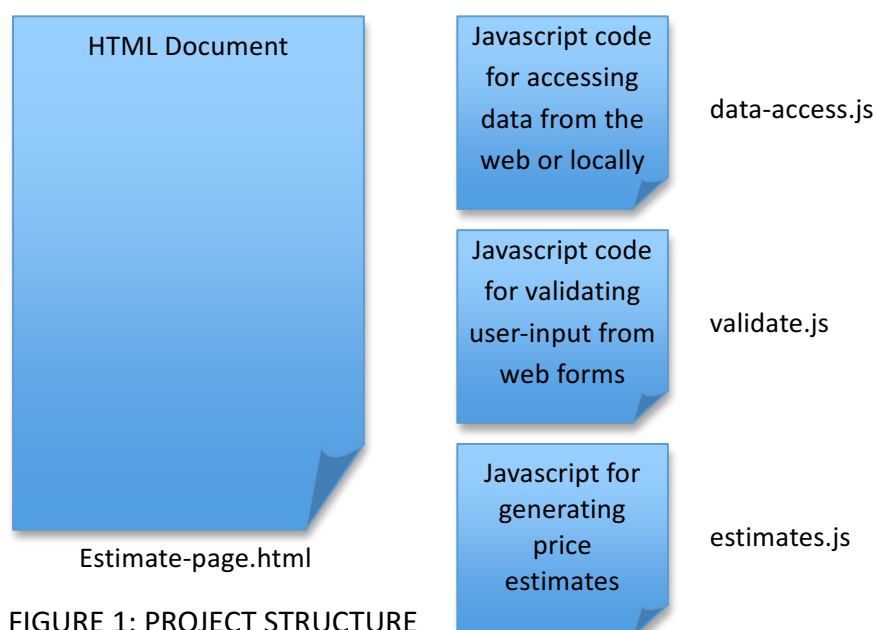 HTML Document
Estimate-page.html
FIGURE 1: PROJECT STRUCTURE
Javascript code
for accessing
data from the
web or locally
data-access.js
Javascript code
for validating
user-input from
web forms
validate.js
Javascript for
generating
price
estimates
estimates.js